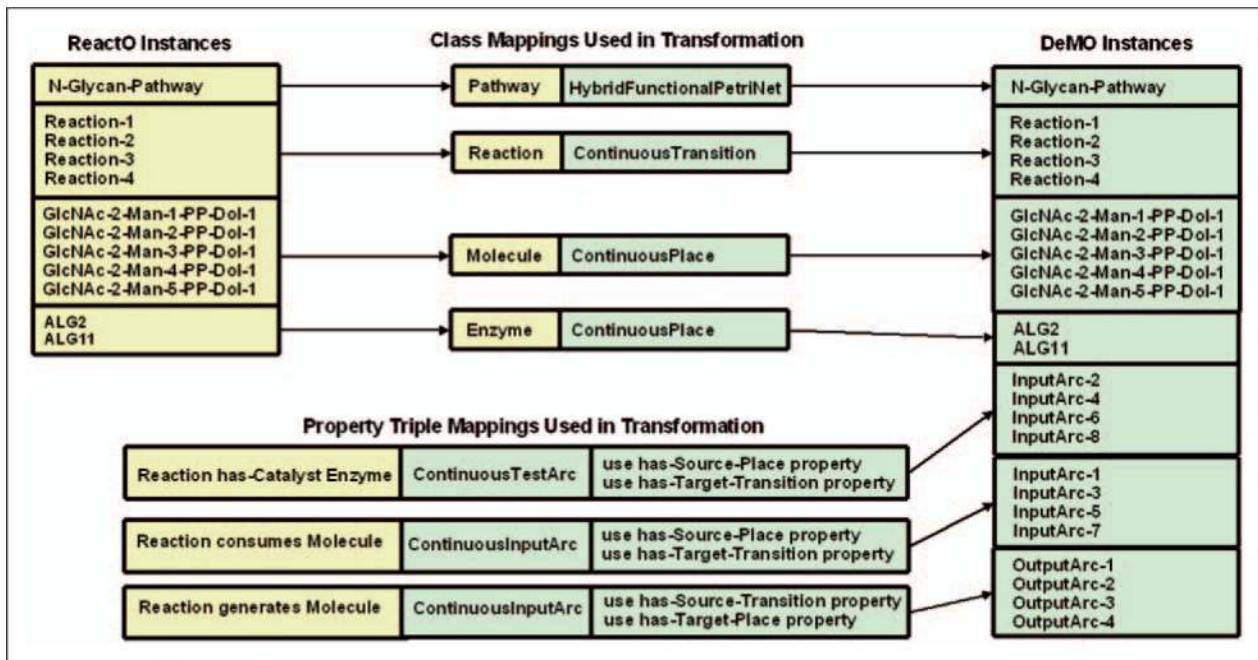 ReactO Instances
Class Mappings Used in Transformation
DeMO Instances
N-Glycan-Pathway
Pathway
HybridFunctionalPetriNet
N-Glycan-Pathway
Reaction-1
Reaction-2
Reaction-3
Reaction-4
Reaction
ContinuousTransition
Reaction-1
Reaction-2
Reaction-3
Reaction-4
GlcNAc-2-Man-1-PP-Dol-1
GlcNAc-2-Man-2-PP-Dol-1
GlcNAc-2-Man-3-PP-Dol-1
GlcNAc-2-Man-4-PP-Dol-1
GlcNAc-2-Man-5-PP-Dol-1
Molecule
ContinuousPlace
GlcNAc-2-Man-1-PP-Dol-1
GlcNAc-2-Man-2-PP-Dol-1
GlcNAc-2-Man-3-PP-Dol-1
GlcNAc-2-Man-4-PP-Dol-1
GlcNAc-2-Man-5-PP-Dol-1
ALG2
ALG11
Enzyme
ContinuousPlace
ALG2
ALG11
InputArc-2
InputArc-4
InputArc-6
InputArc-8
Property Triple Mappings Used in Transformation
Reaction has-Catalyst Enzyme
ContinuousTestArc
use has-Source-Place property
use has-Target-Transition property
InputArc-1
InputArc-3
InputArc-5
InputArc-7
Reaction consumes Molecule
ContinuousInputArc
use has-Source-Place property
use has-Target-Transition property
Reaction generates Molecule
ContinuousInputArc
use has-Source-Transition property
use has-Target-Place property
OutputArc-1
OutputArc-2
OutputArc-3
OutputArc-4